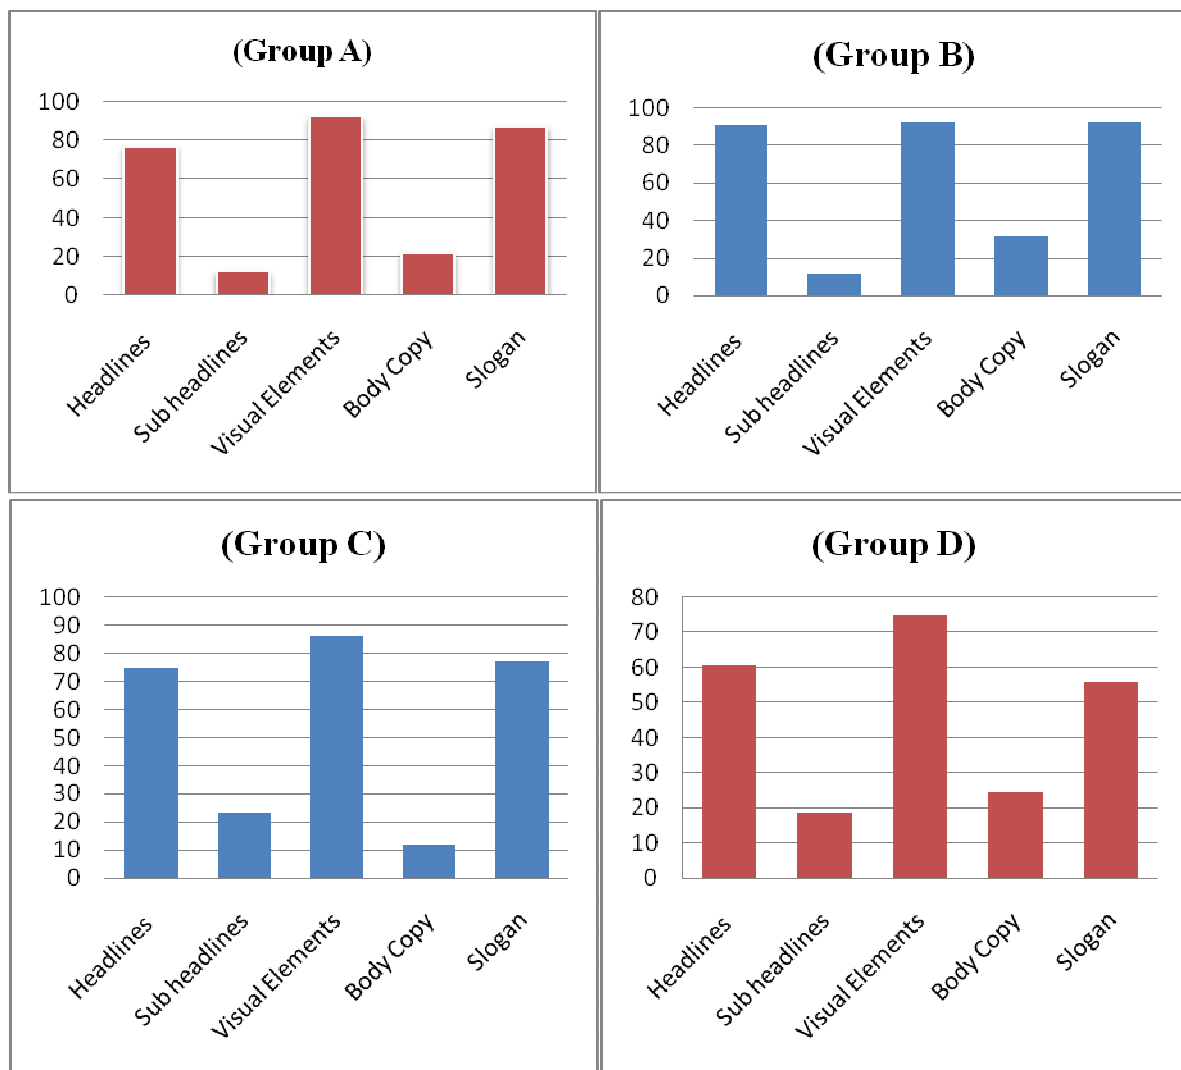 (Group A)
100
80
60
40
20
0
Headlines
Sub headlines
Visual Elements
Body Copy
Slogan
(Group B)
100
80
60
40
20
0
Headlines
Sub headlines
Visual Elements
Body Copy
Slogan
(Group C)
100
90
80
70
60
50
40
30
20
10
0
Headlines
Sub headlines
Visual Elements
Body Copy
Slogan
(Group D)
80
70
60
50
40
30
20
10
0
Headlines
Sub headlines
Visual Elements
Body Copy
Slogan